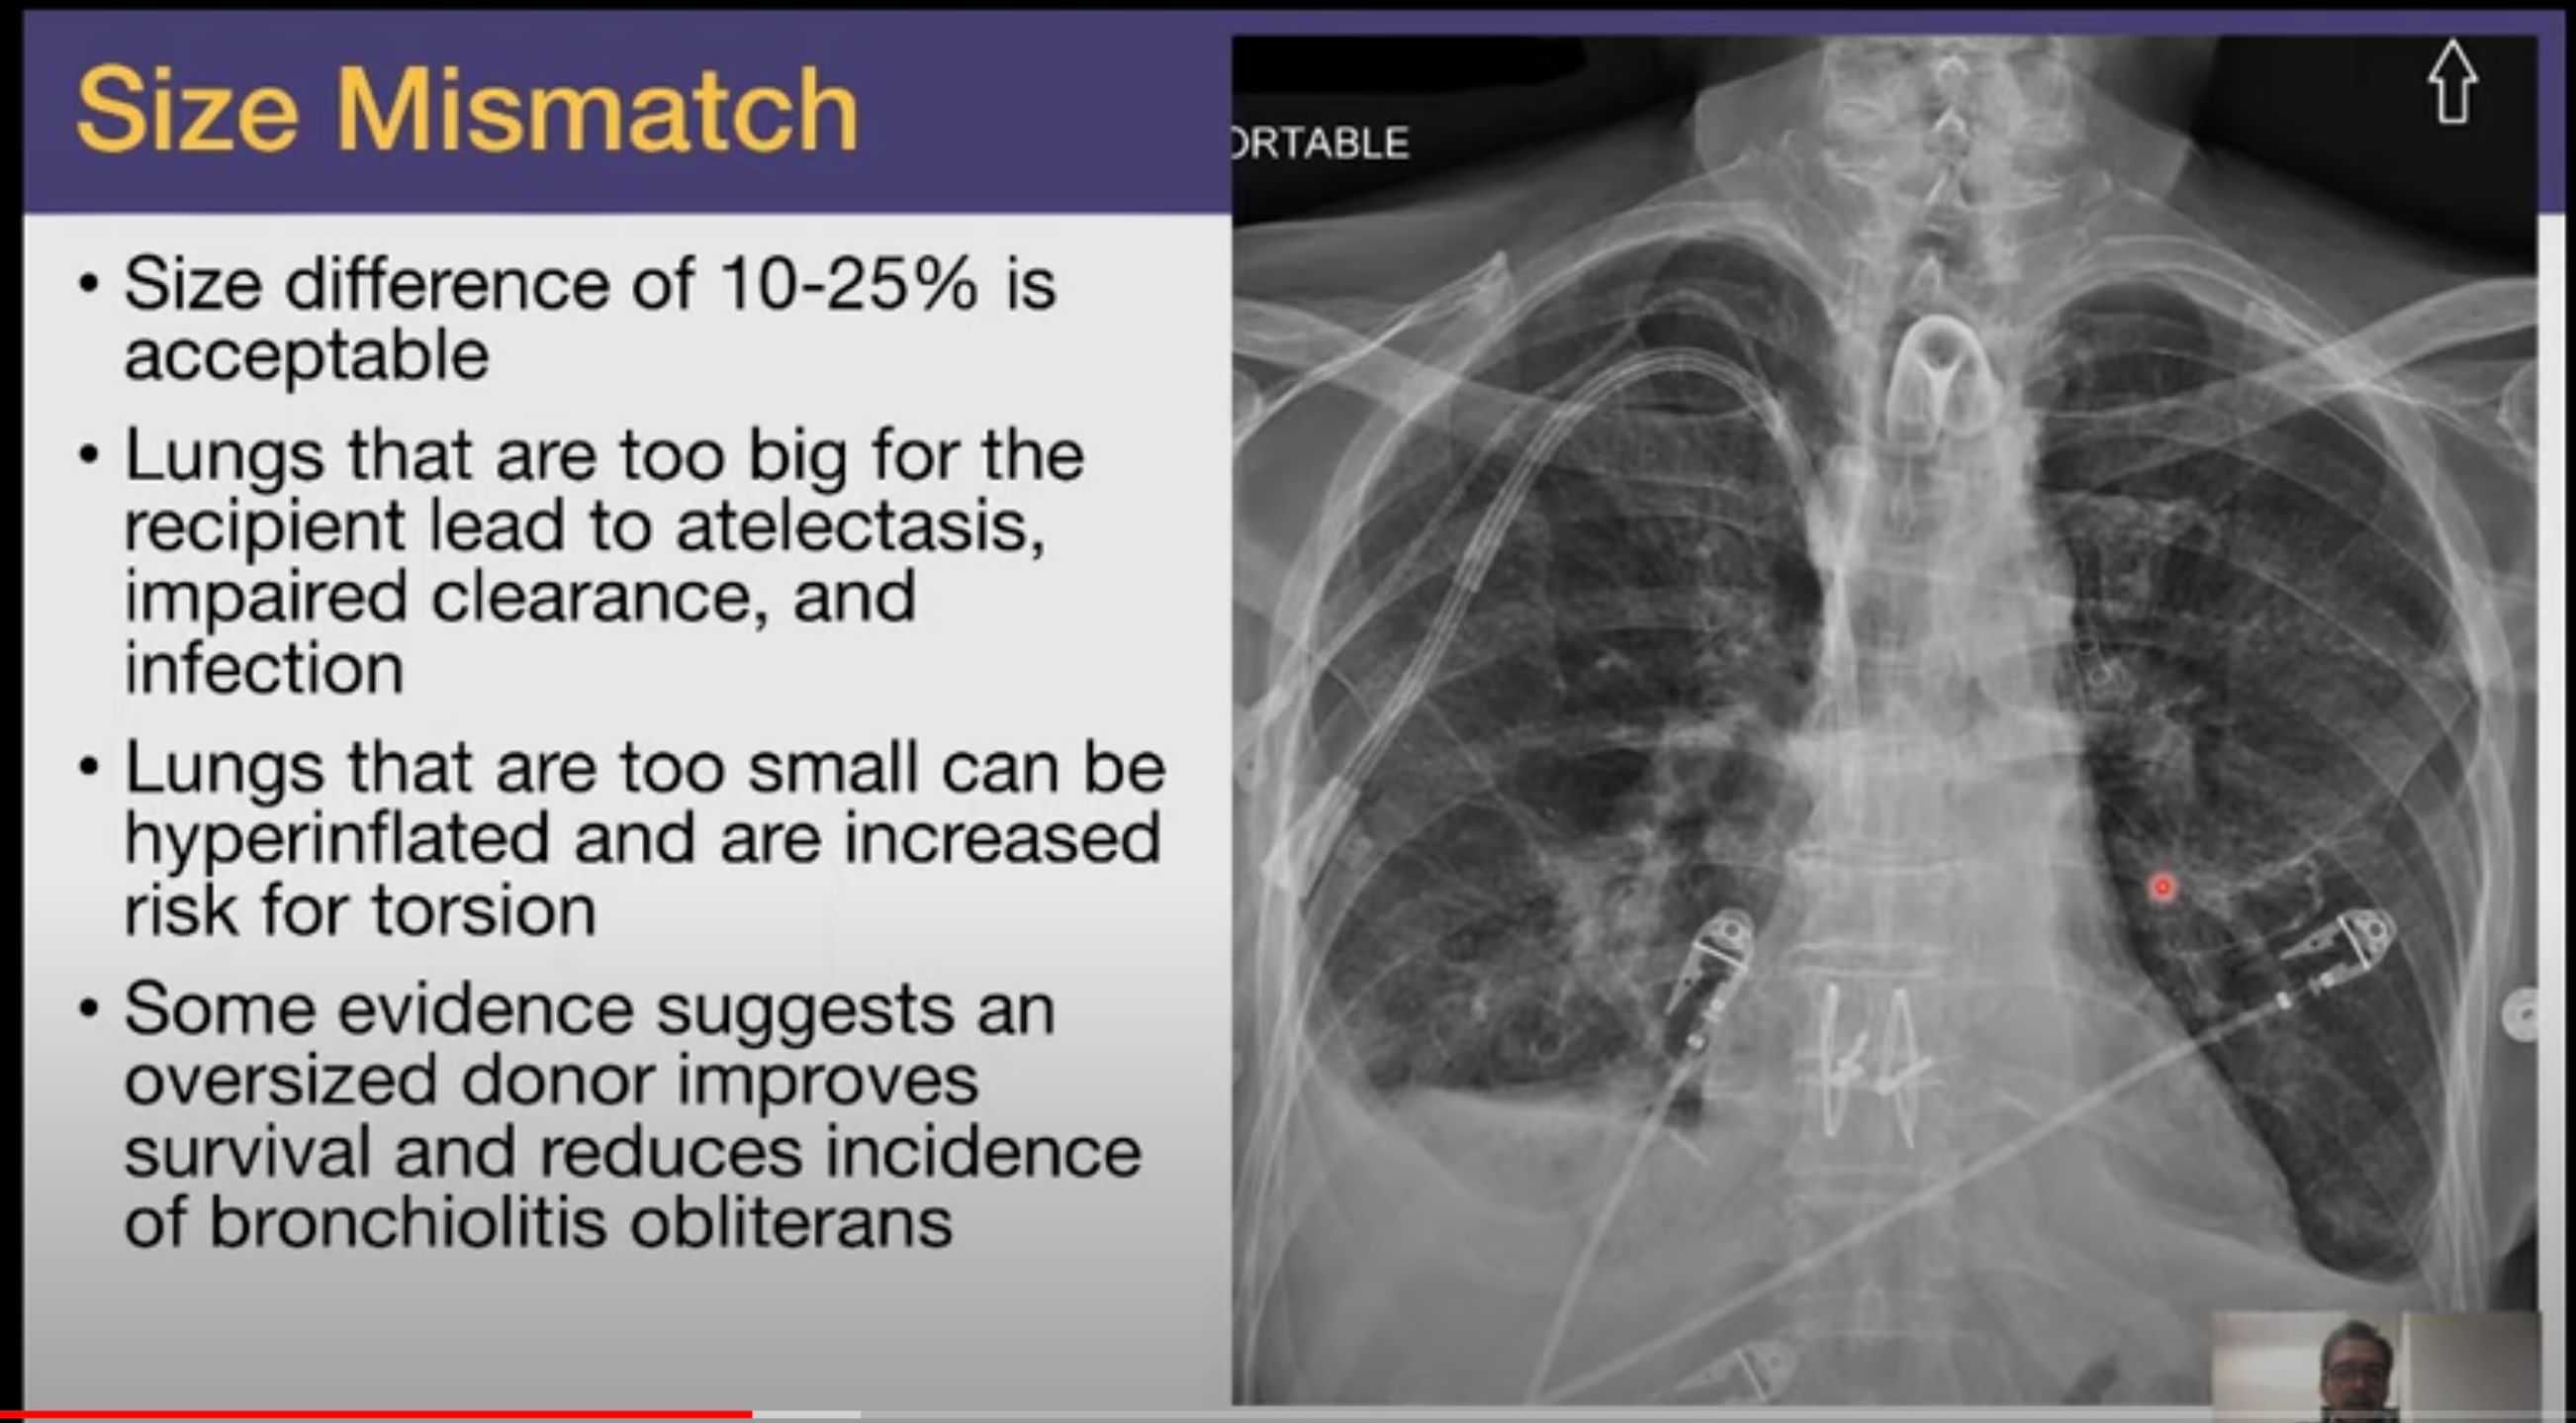 Size Mismatch
ORTABLE
• Size difference of 10-25% is
acceptable
• Lungs that are too big for the
recipient lead to atelectasis,
impaired clearance, and
infection
• Lungs that are too small can be
hyperinflated and are increased
risk for torsion
• Some evidence suggests an
oversized donor improves
survival and reduces incidence
of bronchiolitis obliterans